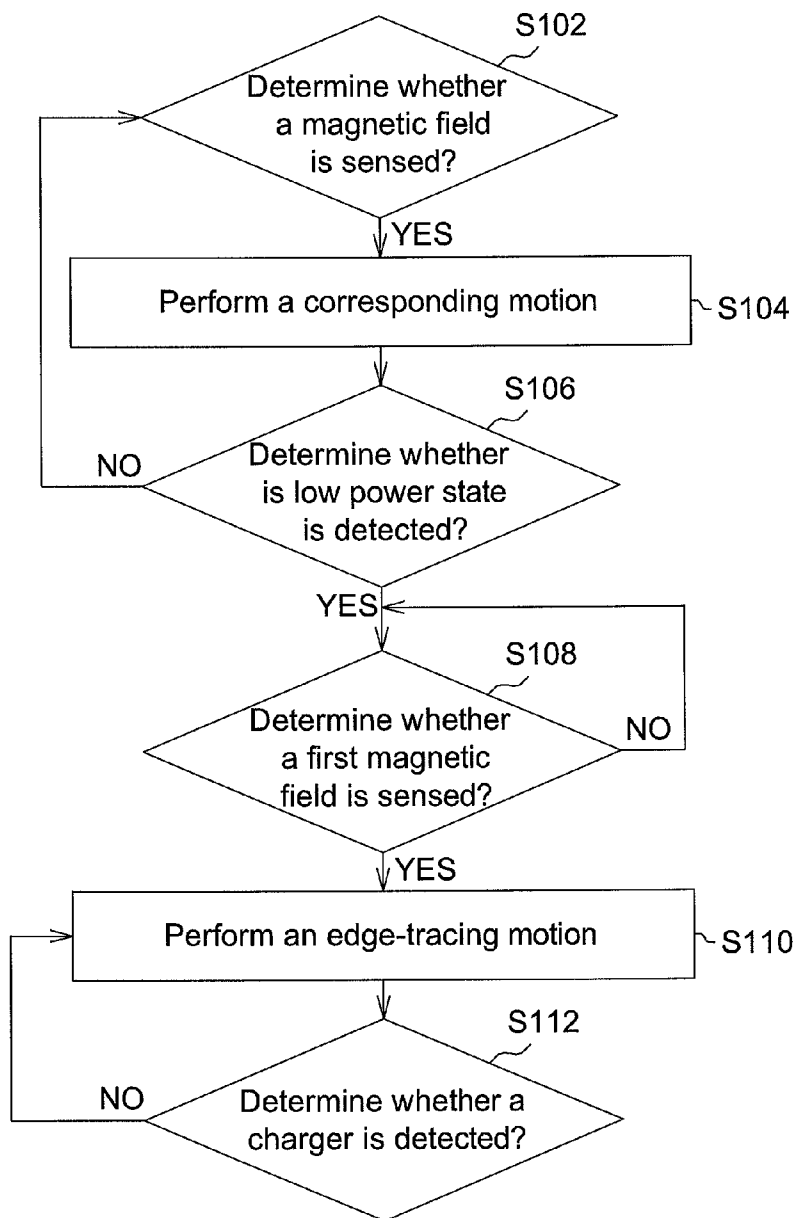 S102
Determine whether
a magnetic field
is sensed?
YES
Perform a corresponding motion
S104
S106
NO
Determine whether
is low power state
is detected?
YES
S108
Determine whether
a first magnetic
field is sensed?
NO
YES
Perform an edge-tracing motion
S110
S112
NO
Determine whether a
charger is detected?